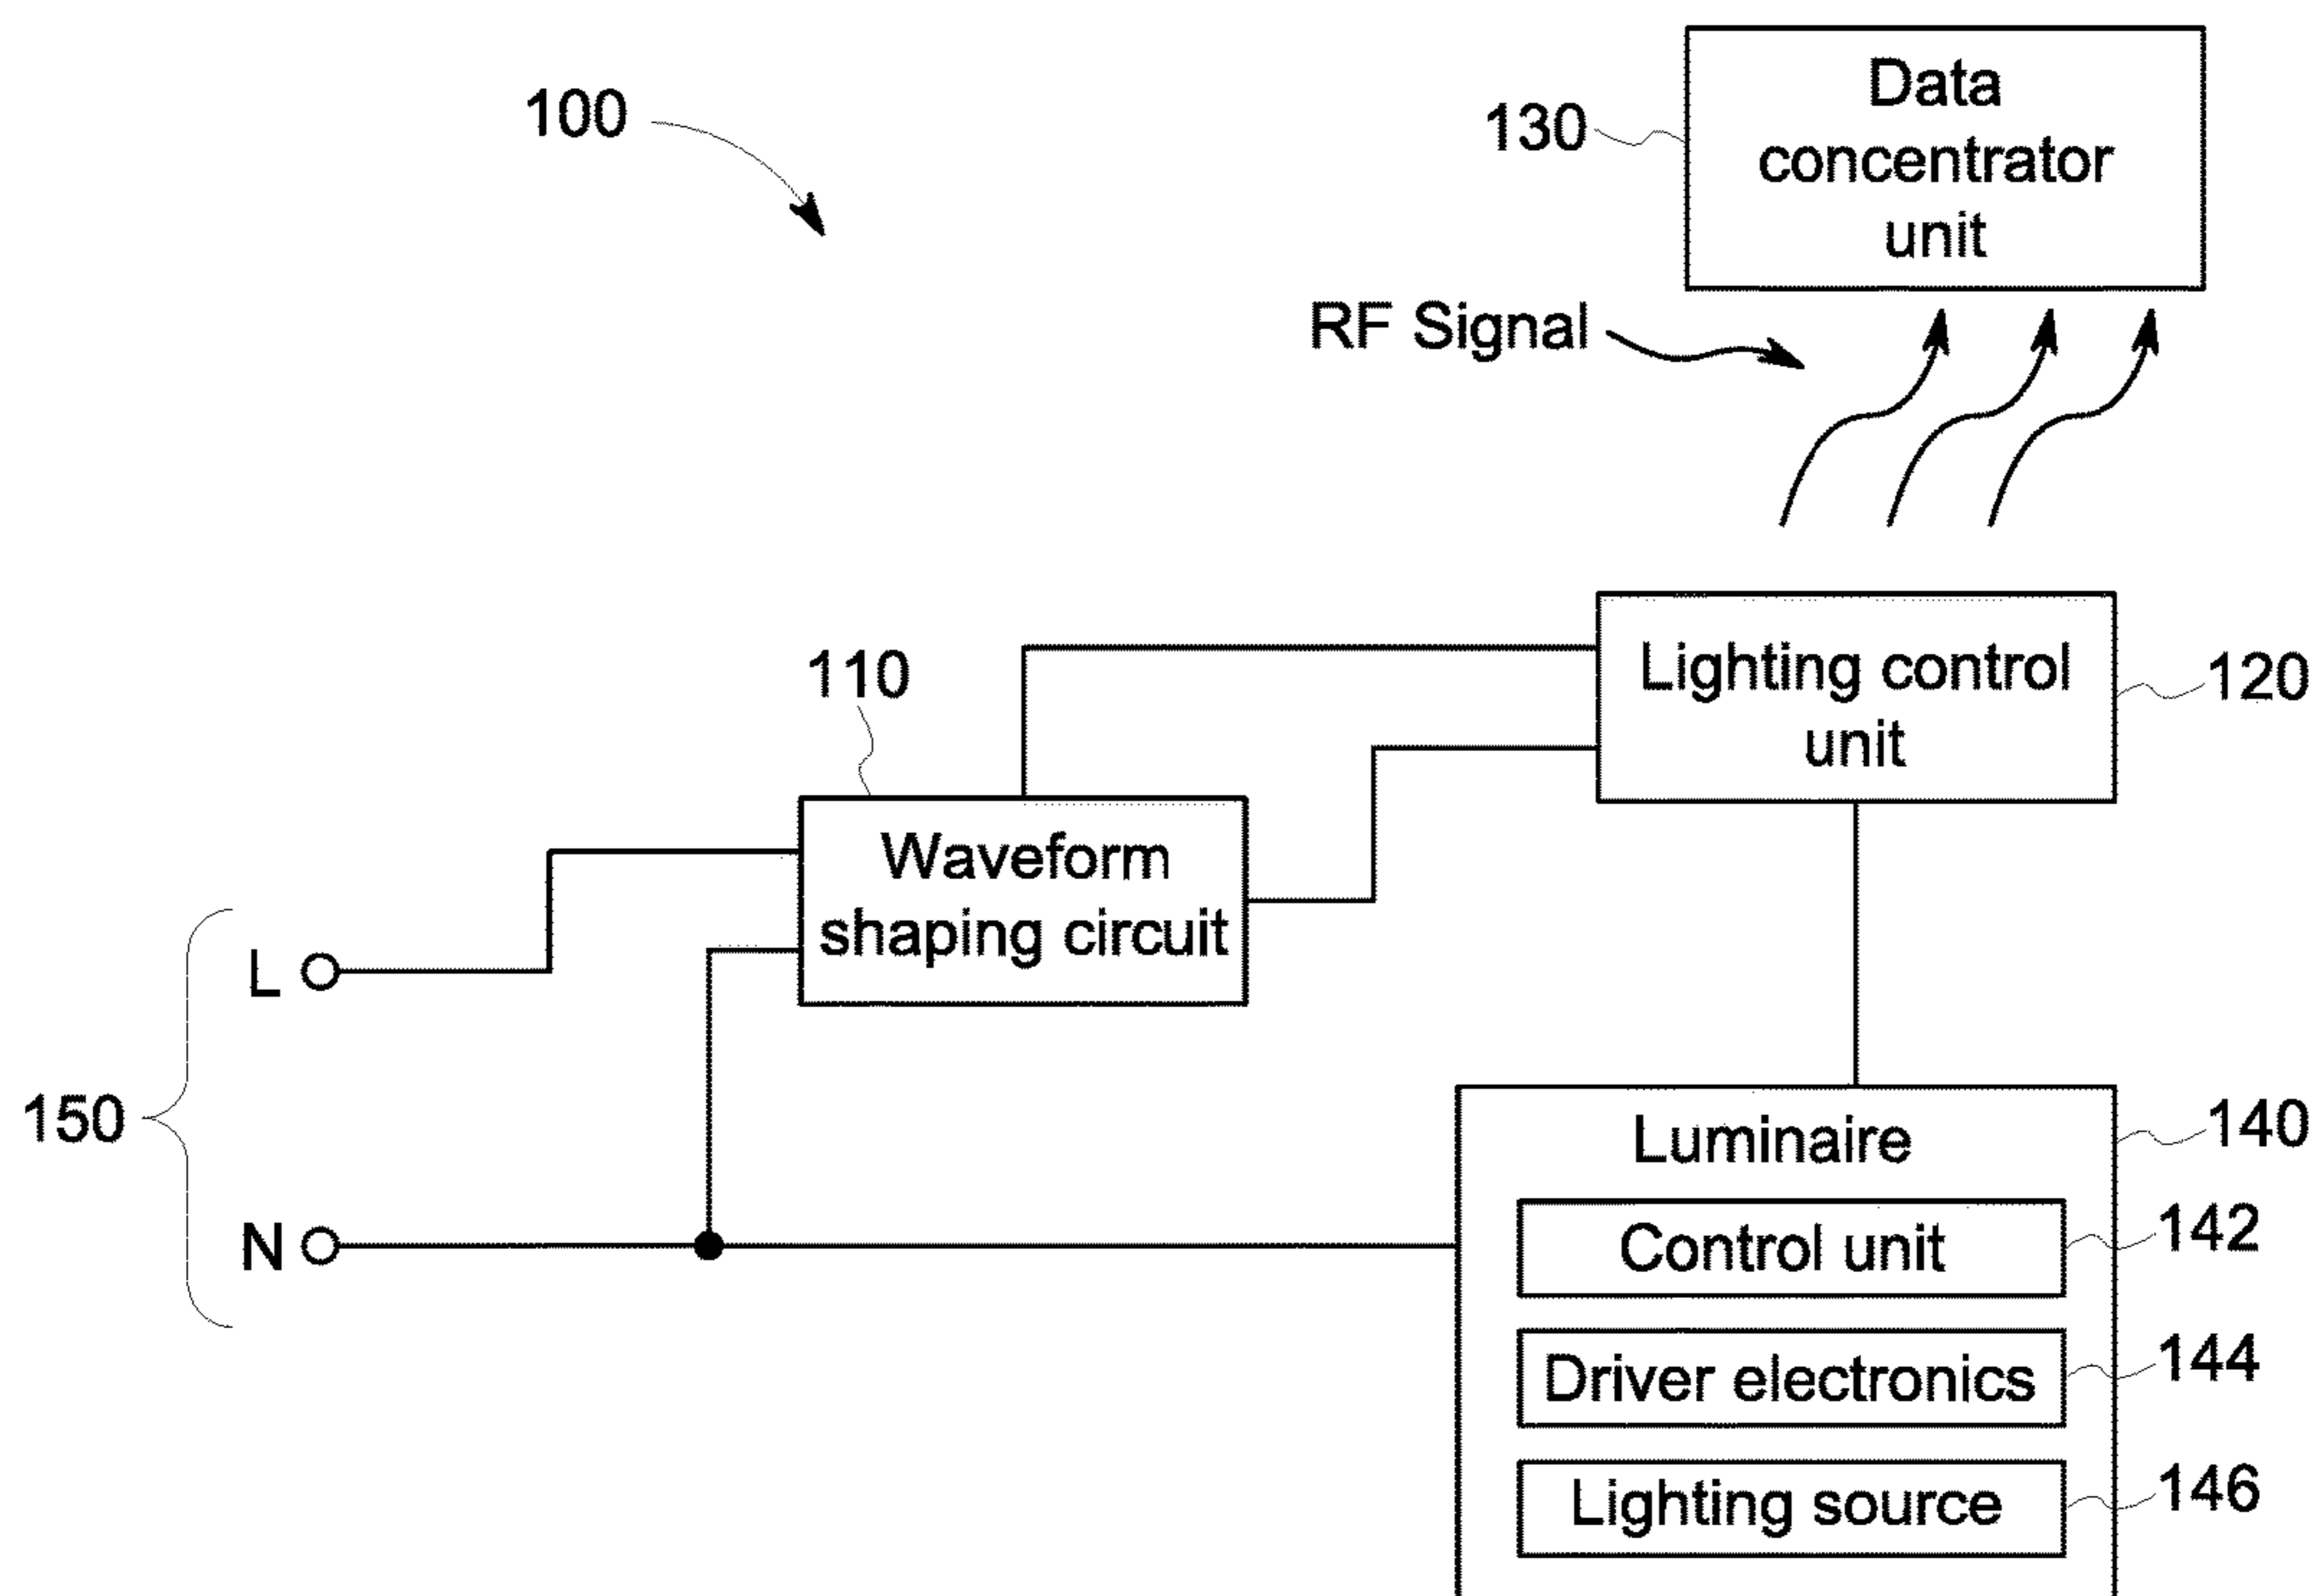 100
130
Data
concentrator
unit
RF Signal
110
Lighting control
unit
120
Waveform
shaping circuit
L
150
N
Luminaire
140
Control unit
142
Driver electronics
144
Lighting source
146